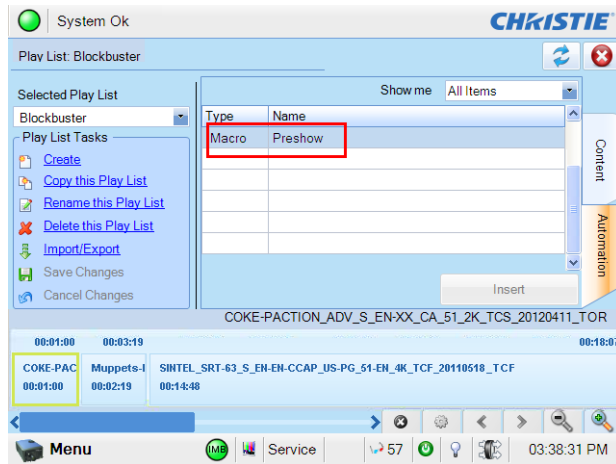 System Ok
CHRISTIE
Play List: Blockbuster
Selected Play List
Blockbuster
Play List Tasks
Create
Copy this Play List
Rename this Play List
Delete this Play List
Import/Export
Save Changes
Cancel Changes
Show me All Items
Type Name
Macro Preshow
Insert
Content
Automation
COKE-PACTION_ADV_S_EN-XX_CA_51_2K_TCS_20120411_TOR
00:01:00 00:03:19
COKE-PAC Muppets-I SINTEL_SRT-63_S_EN-EN-CCAP_US-PG_51-EN_4K_TCF_20110518_TCF
00:01:00 00:02:19 00:14:48
Menu IMB Service 57 03:38:31 PM